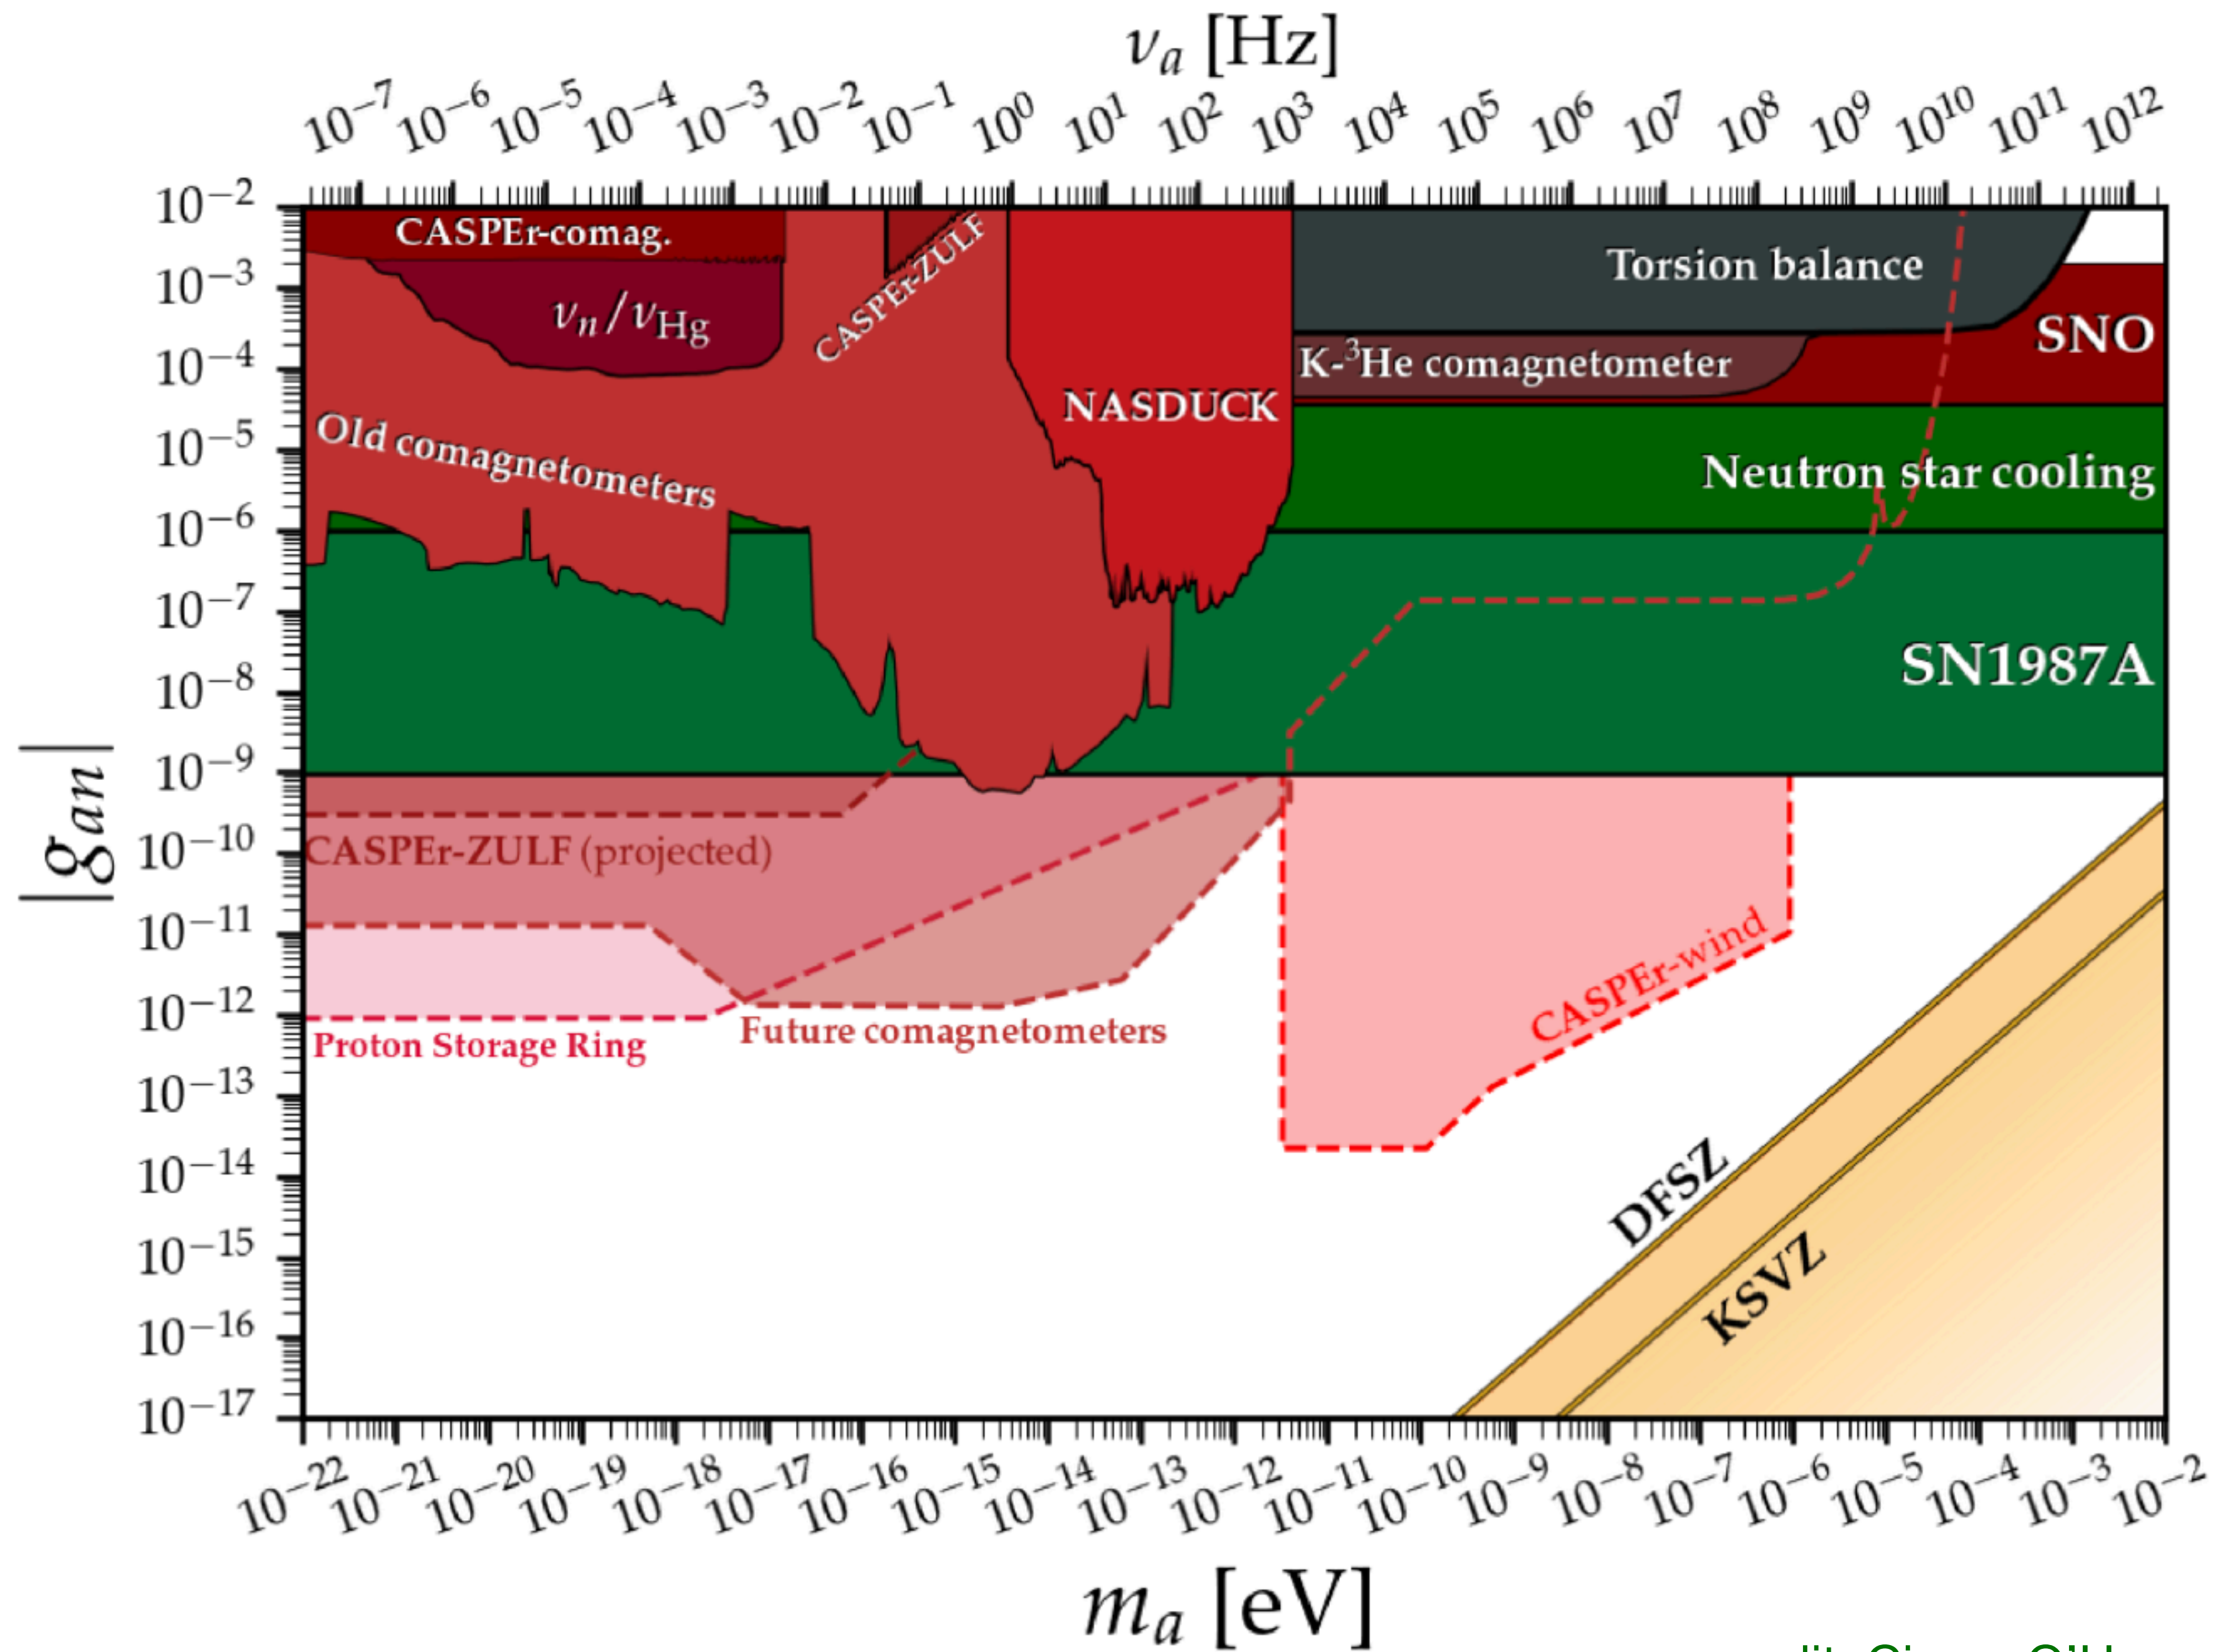 ν_a [Hz]
10^−7 10^−6 10^−5 10^−4 10^−3 10^−2 10^−1 10^0 10^1 10^2 10^3 10^4 10^5 10^6 10^7 10^8 10^9 10^10 10^11 10^12
10^−2
10^−3
10^−4
10^−5
10^−6
10^−7
10^−8
10^−9
10^−10
10^−11
10^−12
10^−13
10^−14
10^−15
10^−16
10^−17
|g_an|
CASPEr-comag.
ν_n/ν_Hg
CASPEr-ZULF
Torsion balance
SNO
K-³He comagnetometer
NASDUCK
Old comagnetometers
Neutron star cooling
SN1987A
CASPEr-ZULF (projected)
Proton Storage Ring
Future comagnetometers
CASPEr-wind
DFSZ
KSVZ
10^−22 10^−21 10^−20 10^−19 10^−18 10^−17 10^−16 10^−15 10^−14 10^−13 10^−12 10^−11 10^−10 10^−9 10^−8 10^−7 10^−6 10^−5 10^−4 10^−3 10^−2
m_a [eV]